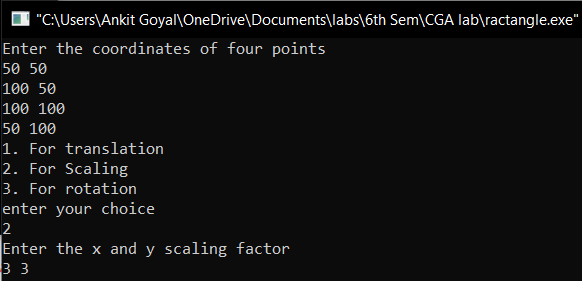 "C:\Users\Ankit Goyal\OneDrive\Documents\labs\6th Sem\CGA lab\ractangle.exe"
Enter the coordinates of four points
50 50
100 50
100 100
50 100
1. For translation
2. For Scaling
3. For rotation
enter your choice
2
Enter the x and y scaling factor
3 3